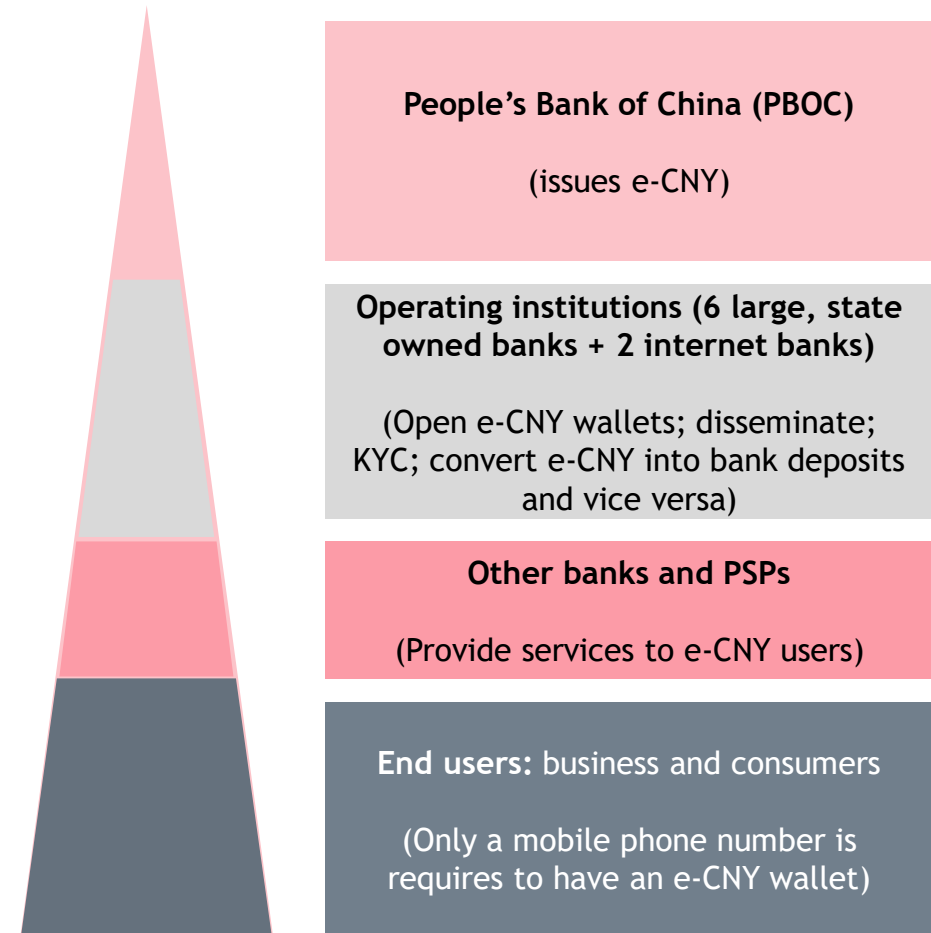 People’s Bank of China (PBOC)
(issues e-CNY)
Operating institutions (6 large, state
owned banks + 2 internet banks)
(Open e-CNY wallets; disseminate;
KYC; convert e-CNY into bank deposits
and vice versa)
Other banks and PSPs
(Provide services to e-CNY users)
End users: business and consumers
(Only a mobile phone number is
requires to have an e-CNY wallet)